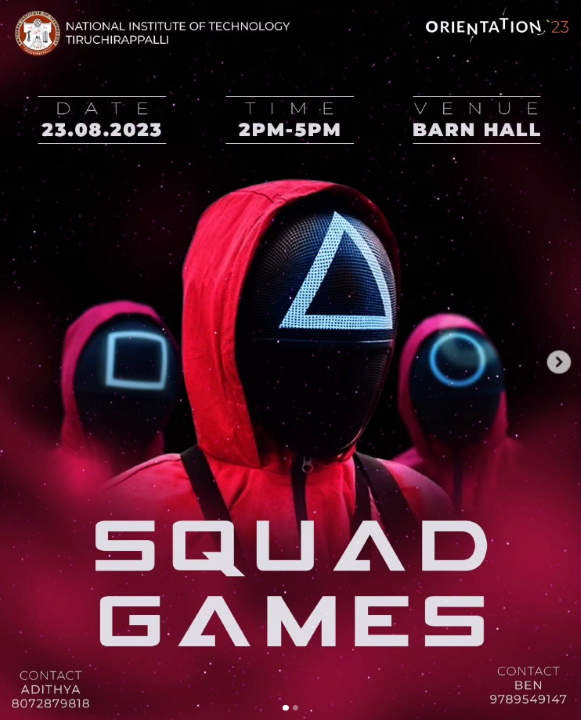 NATIONAL INSTITUTE OF TECHNOLOGY
TIRUCHIRAPPALLI
ORIENTATION '23
DATE
23.08.2023
TIME
2PM-5PM
VENUE
BARN HALL
SQUAD
GAMES
CONTACT
ADITHYA
8072879818
CONTACT
BEN
9789549147